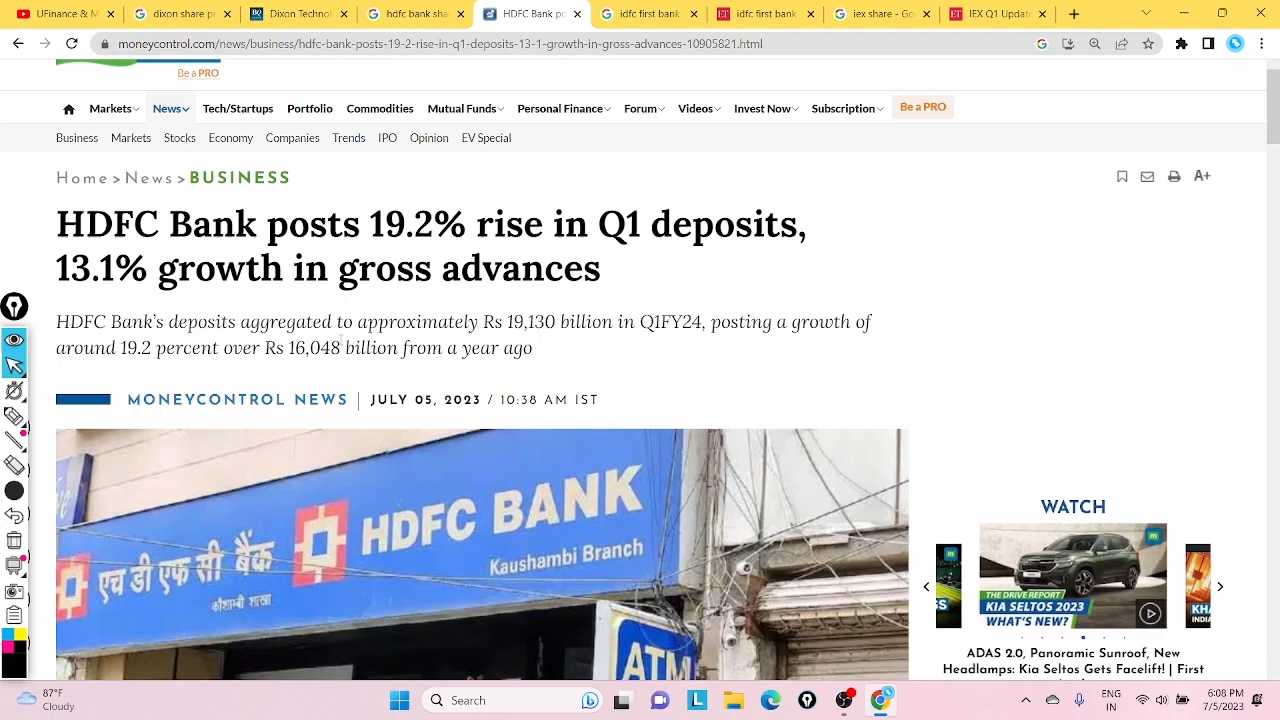 pix sharir
Dixon Technolo
hdfc bank sha
HDFC Bank po
idfc first bank
idfc first bank
iex share - Go
IEX Q1 Update
moneycontrol.com/news/business/hdfc-bank-posts-19-2-rise-in-q1-deposits-13-1-growth-in-gross-advances-10905821.html
Be a PRO
Markets News Tech/Startups Portfolio Commodities Mutual Funds Personal Finance Forum Videos Invest Now Subscription Be a PRO
Business Markets Stocks Economy Companies Trends IPO Opinion EV Special
Home > News > BUSINESS
A+
HDFC Bank posts 19.2% rise in Q1 deposits,
13.1% growth in gross advances
HDFC Bank's deposits aggregated to approximately Rs 19,130 billion in Q1FY24, posting a growth of
around 19.2 percent over Rs 16,048 billion from a year ago
MONEYCONTROL NEWS | JULY 05, 2023 / 10:38 AM IST
एच डी एफ सी बैंक
HDFC BANK
कौशाम्बी शाखा
Kaushambi Branch
ATM
WATCH
THE DRIVE REPORT
KIA SELTOS 2023
WHAT'S NEW?
ADAS 2.0, Panoramic Sunroof, New
Headlamps: Kia Seltos Gets Facelift! | First
87°F
Cloudy
Search
ENG
IN
6:08 PM
7/5/2023